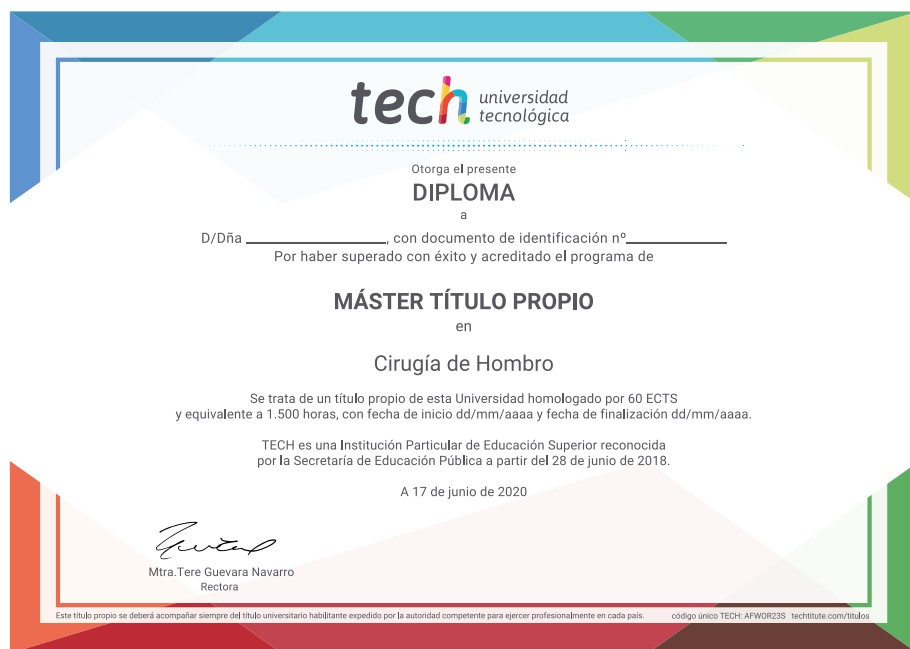 tech universidad
tecnológica
Otorga el presente
DIPLOMA
a
D/Dña ____________________, con documento de identificación nº______________
Por haber superado con éxito y acreditado el programa de
MÁSTER TÍTULO PROPIO
en
Cirugía de Hombro
Se trata de un título propio de esta Universidad homologado por 60 ECTS
y equivalente a 1.500 horas, con fecha de inicio dd/mm/aaaa y fecha de finalización dd/mm/aaaa.
TECH es una Institución Particular de Educación Superior reconocida
por la Secretaría de Educación Pública a partir del 28 de junio de 2018.
A 17 de junio de 2020
Mtra.Tere Guevara Navarro
Rectora
Este título propio se deberá acompañar siempre del título universitario habilitante expedido por la autoridad competente para ejercer profesionalmente en cada país. código único TECH: AFWOR23S techtitute.com/titulos